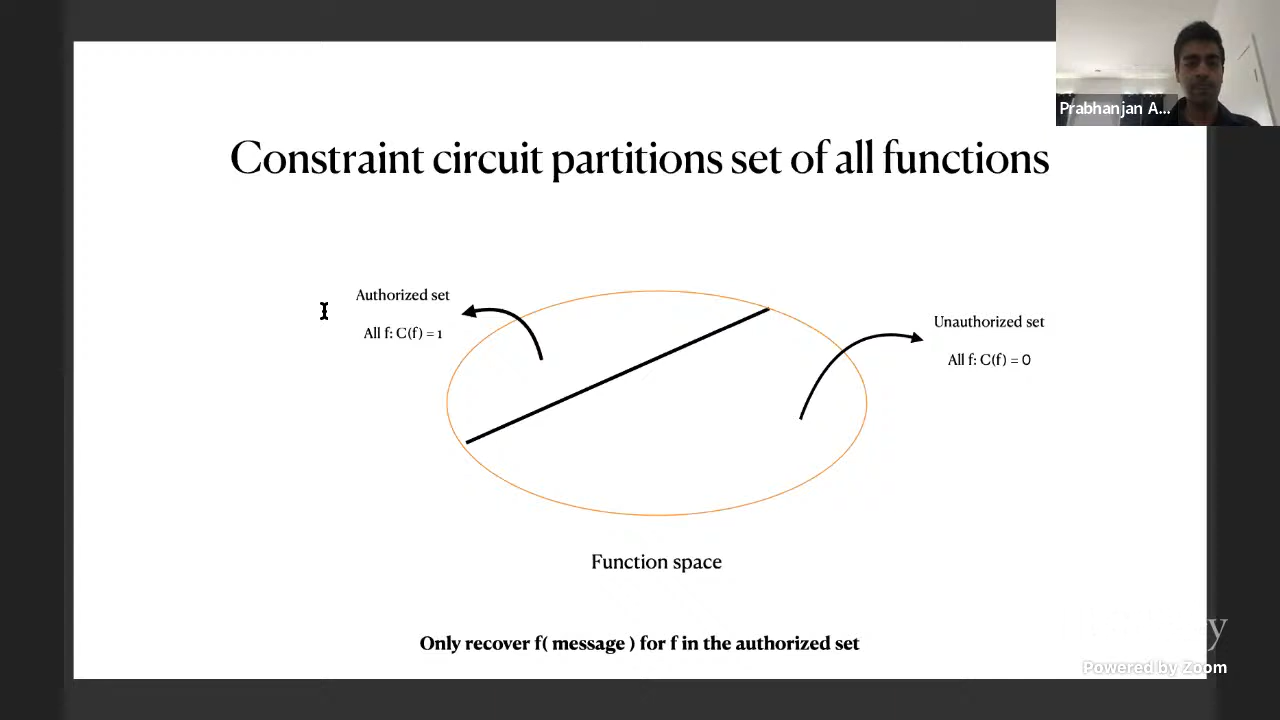 Prabhanjan A...
Constraint circuit partitions set of all functions
Authorized set
All f: C(f) = 1
Unauthorized set
All f: C(f) = 0
Function space
Only recover f( message ) for f in the authorized set
Powered by Zoom